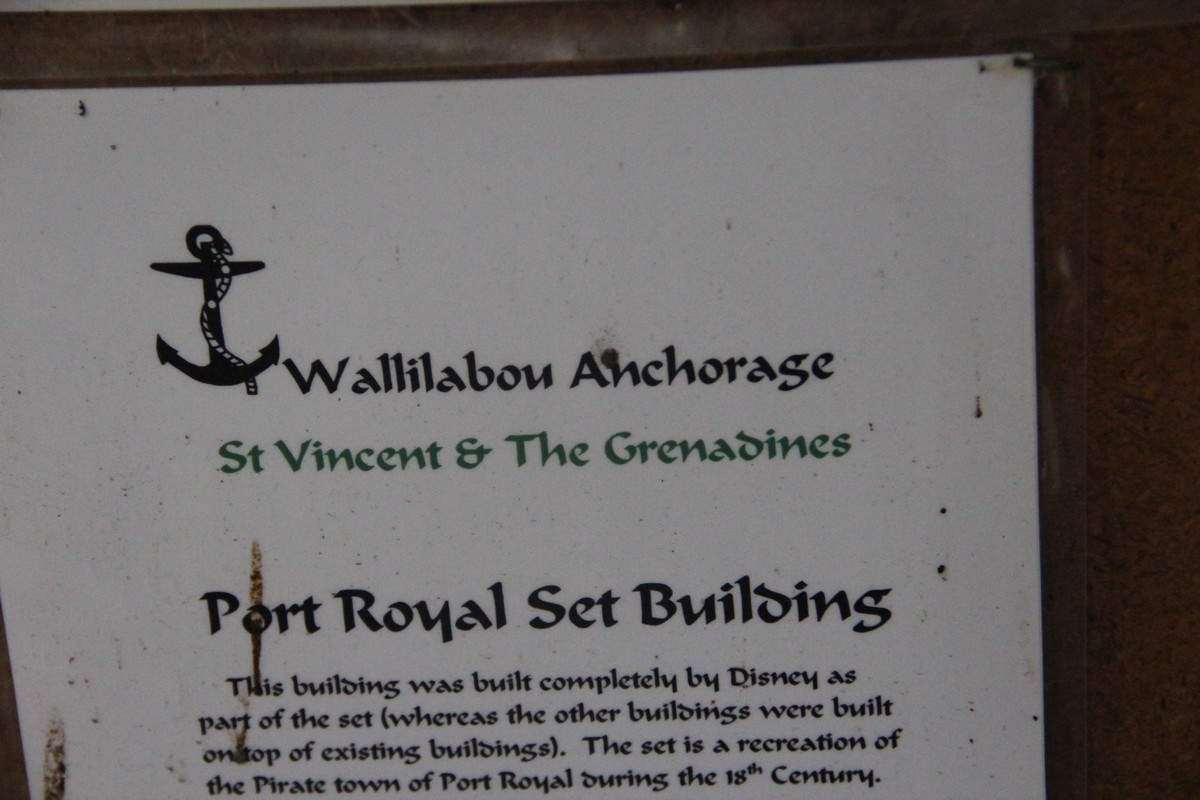 Wallilabou Anchorage
St Vincent & The Grenadines
Port Royal Set Building
This building was built completely by Disney as
part of the set (whereas the other buildings were built
on top of existing buildings). The set is a recreation of
the Pirate town of Port Royal during the 18th Century.